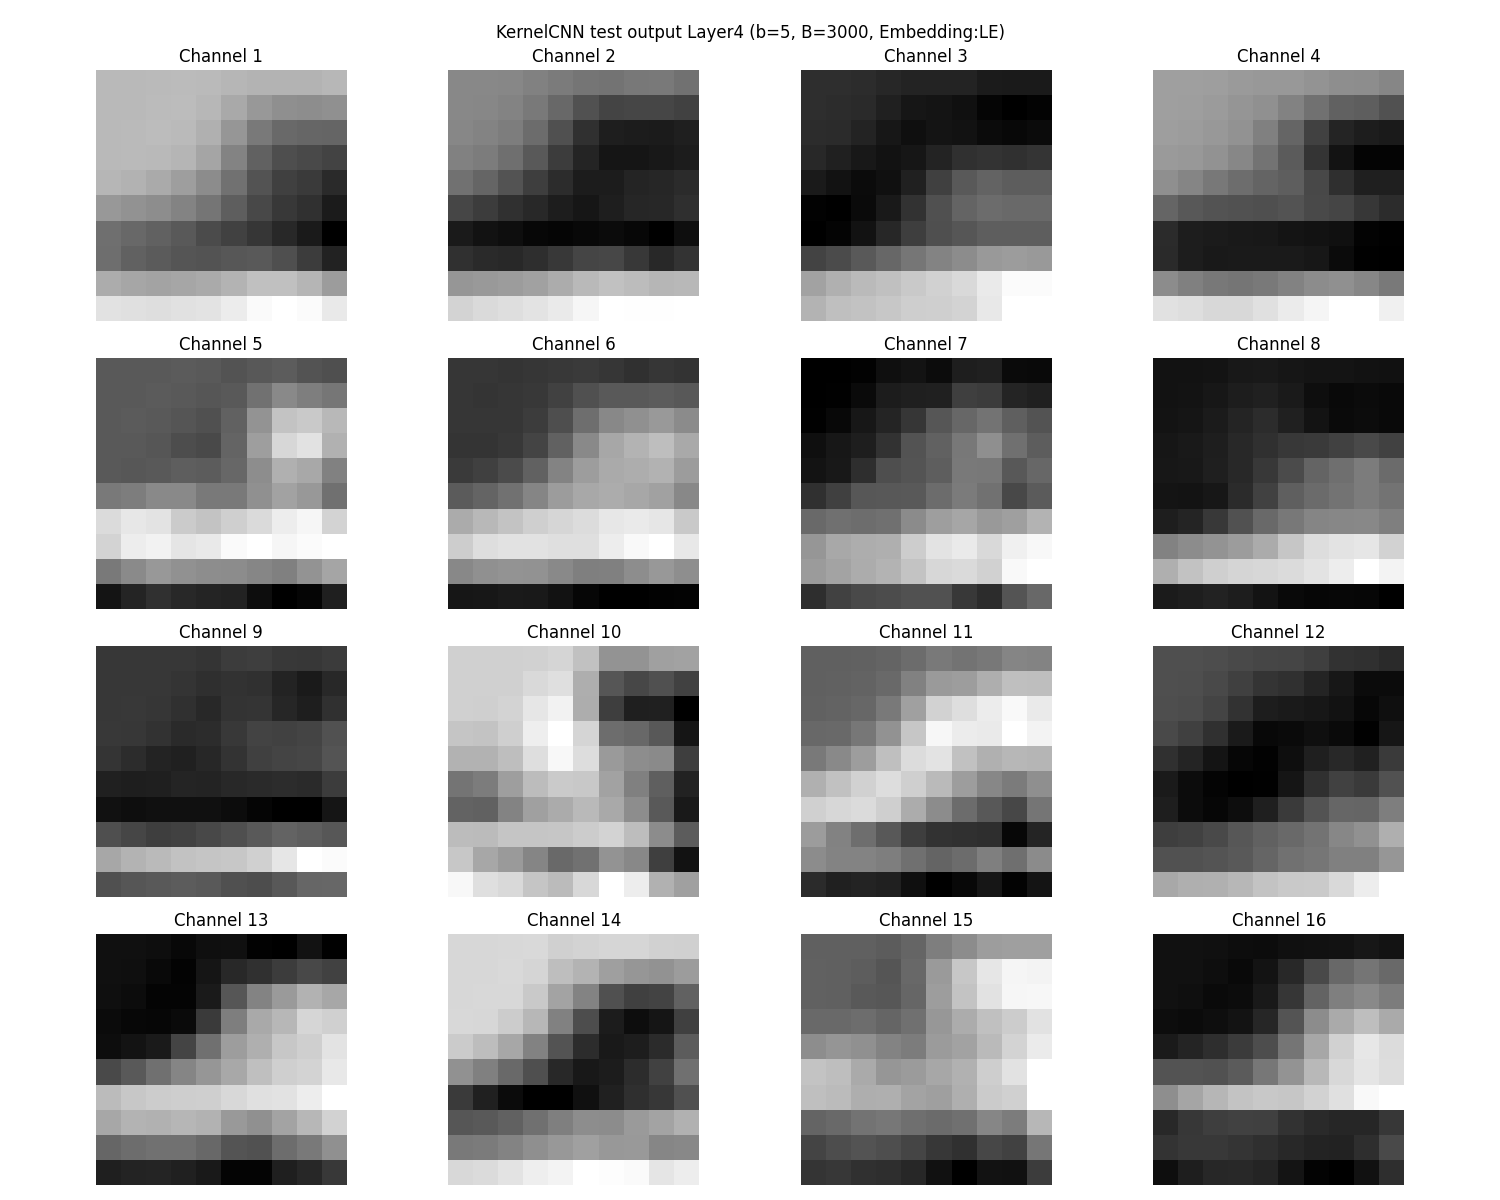 KernelCNN test output Layer4 (b=5, B=3000, Embedding:LE)
Channel 1 Channel 2 Channel 3 Channel 4
Channel 5 Channel 6 Channel 7 Channel 8
Channel 9 Channel 10 Channel 11 Channel 12
Channel 13 Channel 14 Channel 15 Channel 16